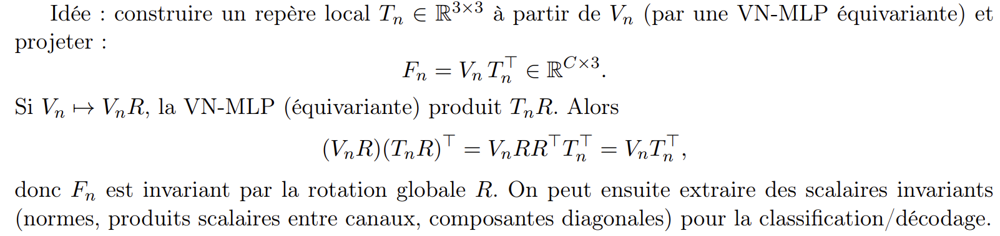 Idée : construire un repère local $T_n \in \mathbb{R}^{3\times 3}$ à partir de $V_n$ (par une VN-MLP équivariante) et
projeter :
$F_n = V_n T_n^\top \in \mathbb{R}^{C\times 3}.$
Si $V_n \mapsto V_n R$, la VN-MLP (équivariante) produit $T_n R$. Alors
$(V_n R)(T_n R)^\top = V_n R R^\top T_n^\top = V_n T_n^\top,$
donc $F_n$ est invariant par la rotation globale $R$. On peut ensuite extraire des scalaires invariants
(normes, produits scalaires entre canaux, composantes diagonales) pour la classification/décodage.